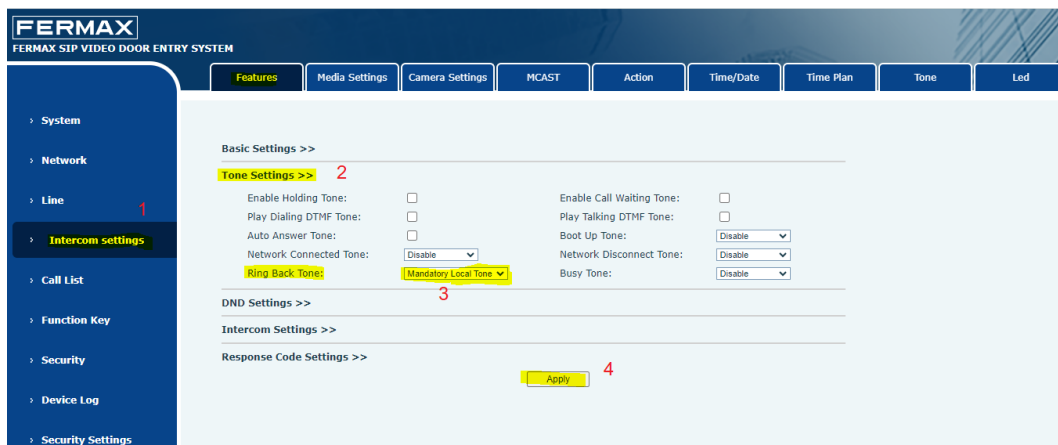 FERMAX
FERMAX SIP VIDEO DOOR ENTRY SYSTEM
Features Media Settings Camera Settings MCAST Action Time/Date Time Plan Tone Led
› System
› Network
› Line
1
› Intercom settings
› Call List
› Function Key
› Security
› Device Log
› Security Settings
Basic Settings >>
Tone Settings >> 2
Enable Holding Tone: Enable Call Waiting Tone:
Play Dialing DTMF Tone: Play Talking DTMF Tone:
Auto Answer Tone: Boot Up Tone: Disable
Network Connected Tone: Disable Network Disconnect Tone: Disable
Ring Back Tone: Mandatory Local Tone Busy Tone: Disable
3
DND Settings >>
Intercom Settings >>
Response Code Settings >>
Apply 4